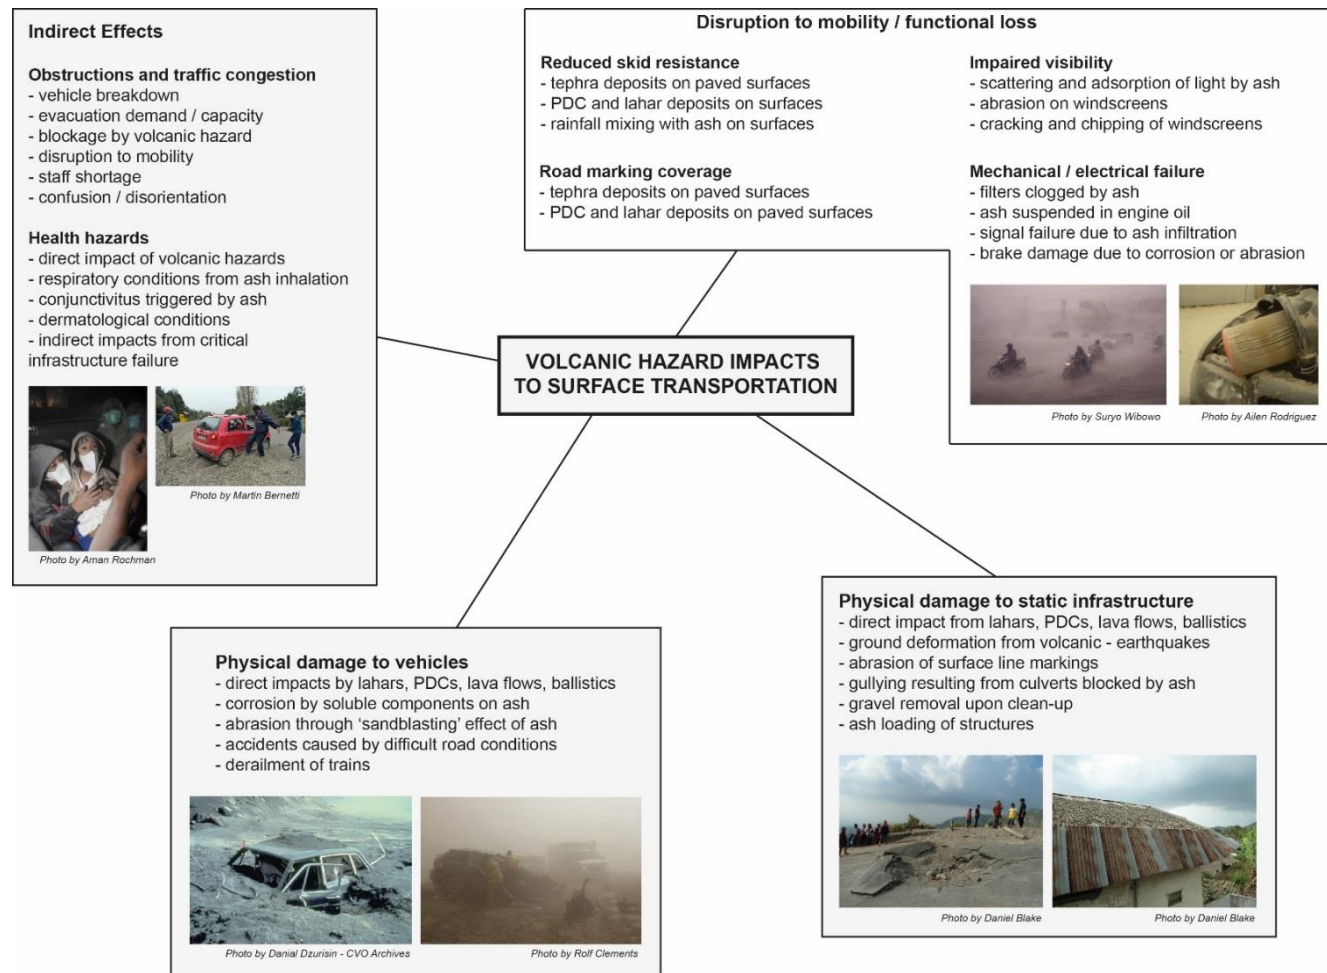 Indirect Effects
Obstructions and traffic congestion
- vehicle breakdown
- evacuation demand / capacity
- blockage by volcanic hazard
- disruption to mobility
- staff shortage
- confusion / disorientation
Health hazards
- direct impact of volcanic hazards
- respiratory conditions from ash inhalation
- conjunctivitus triggered by ash
- dermatological conditions
- indirect impacts from critical
infrastructure failure
Photo by Martin Bernetti
Photo by Aman Rochman
Disruption to mobility / functional loss
Reduced skid resistance
- tephra deposits on paved surfaces
- PDC and lahar deposits on surfaces
- rainfall mixing with ash on surfaces
Road marking coverage
- tephra deposits on paved surfaces
- PDC and lahar deposits on paved surfaces
Impaired visibility
- scattering and adsorption of light by ash
- abrasion on windscreens
- cracking and chipping of windscreens
Mechanical / electrical failure
- filters clogged by ash
- ash suspended in engine oil
- signal failure due to ash infiltration
- brake damage due to corrosion or abrasion
Photo by Suryo Wibowo
Photo by Ailen Rodriguez
VOLCANIC HAZARD IMPACTS
TO SURFACE TRANSPORTATION
Physical damage to vehicles
- direct impacts by lahars, PDCs, lava flows, ballistics
- corrosion by soluble components on ash
- abrasion through ‘sandblasting’ effect of ash
- accidents caused by difficult road conditions
- derailment of trains
Photo by Danial Dzurisin - CVO Archives
Photo by Rolf Clements
Physical damage to static infrastructure
- direct impact from lahars, PDCs, lava flows, ballistics
- ground deformation from volcanic - earthquakes
- abrasion of surface line markings
- gullying resulting from culverts blocked by ash
- gravel removal upon clean-up
- ash loading of structures
Photo by Daniel Blake
Photo by Daniel Blake